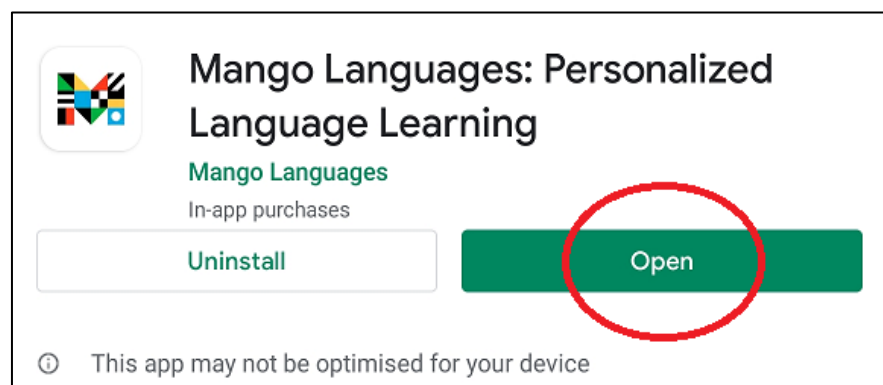 Mango Languages: Personalized
Language Learning
Mango Languages
In-app purchases
Uninstall
Open
This app may not be optimised for your device